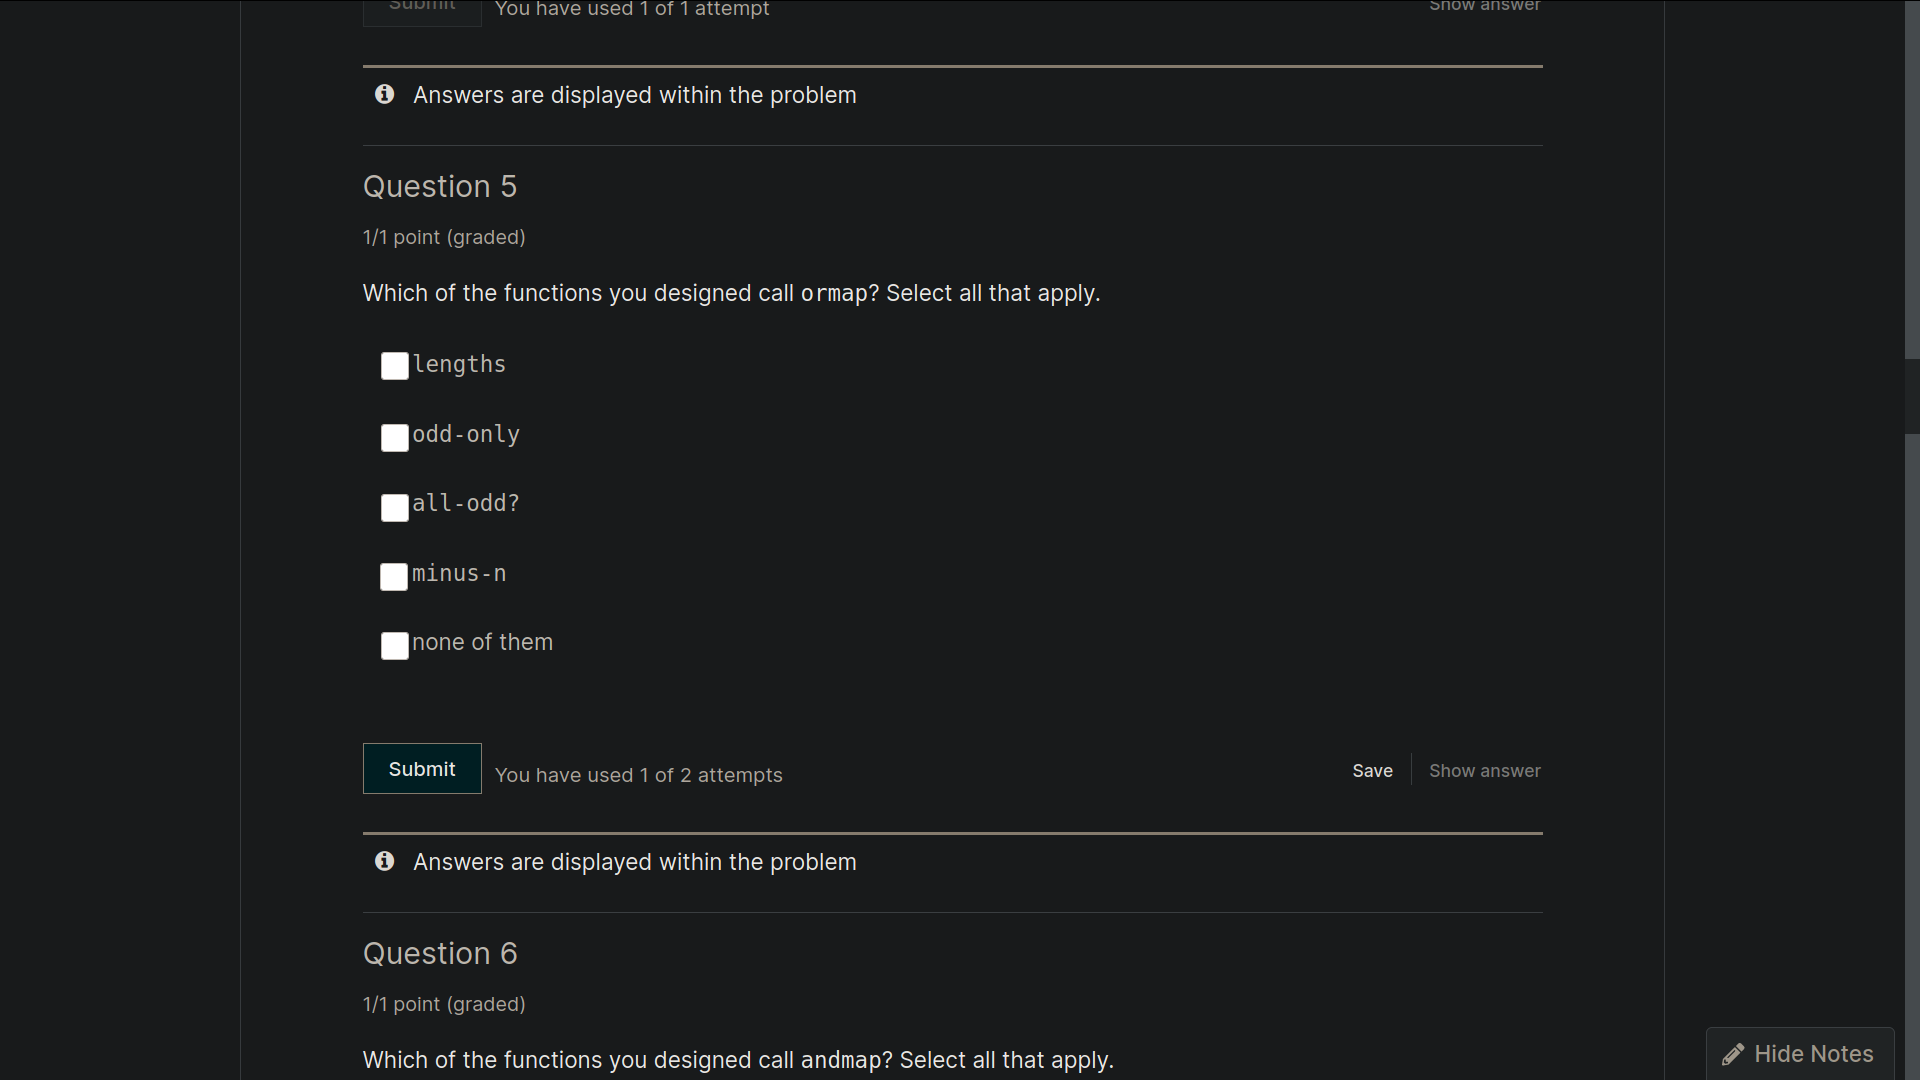 Submit
You have used 1 of 1 attempt
Show answer
Answers are displayed within the problem
Question 5
1/1 point (graded)
Which of the functions you designed call ormap? Select all that apply.
lengths
odd-only
all-odd?
minus-n
none of them
Submit
You have used 1 of 2 attempts
Save
Show answer
Answers are displayed within the problem
Question 6
1/1 point (graded)
Which of the functions you designed call andmap? Select all that apply.
Hide Notes